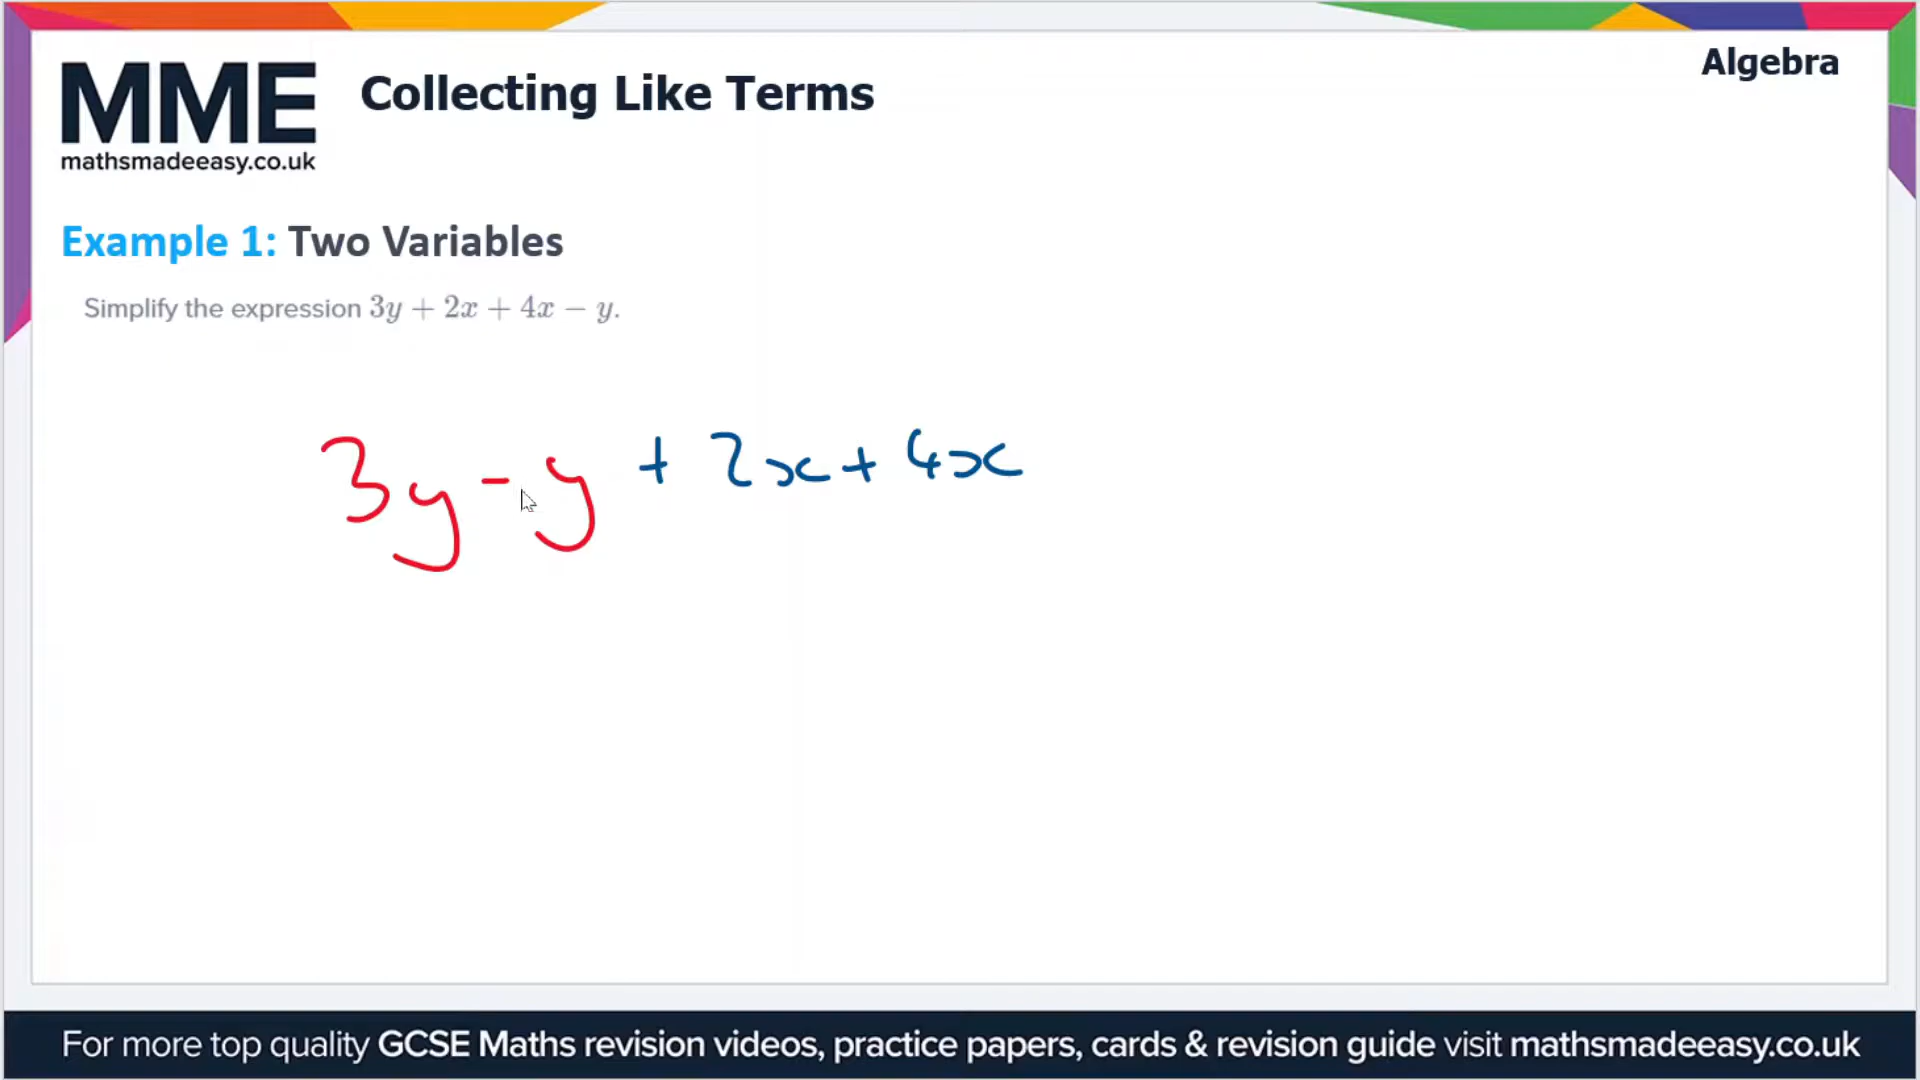 MME
mathsmadeeasy.co.uk
Collecting Like Terms
Algebra
Example 1: Two Variables
Simplify the expression 3y + 2x + 4x − y.
3y - y + 2x + 4x
For more top quality GCSE Maths revision videos, practice papers, cards & revision guide visit mathsmadeeasy.co.uk